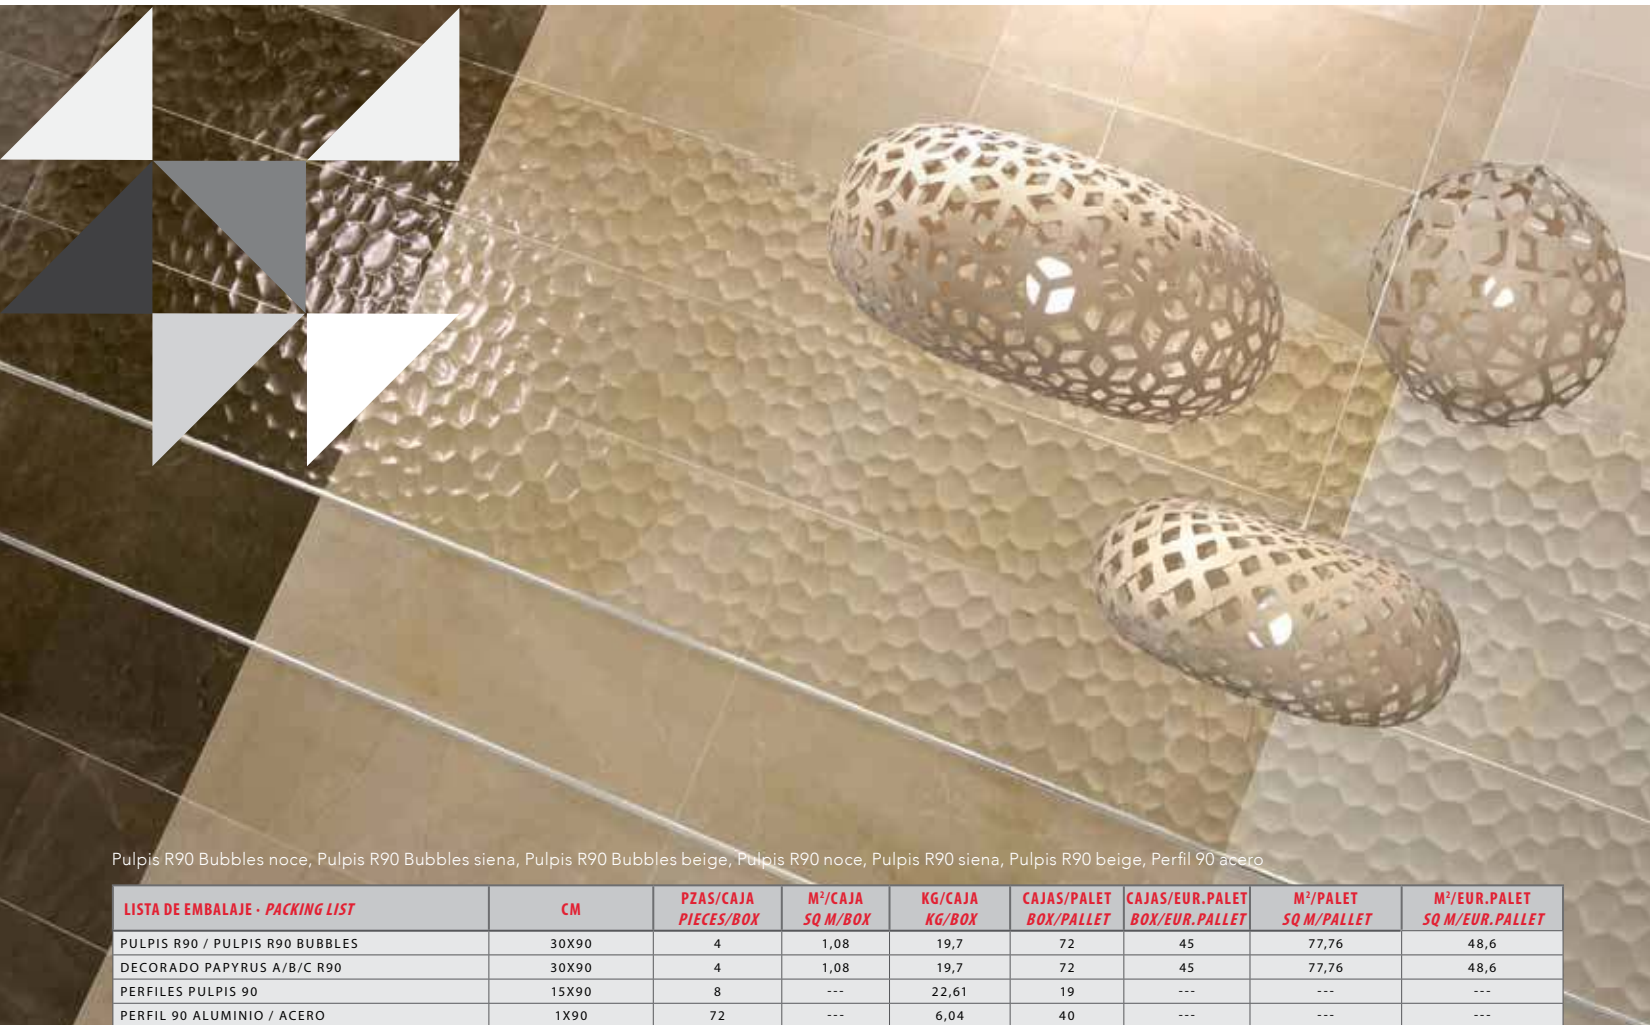 Pulpis R90 Bubbles noce, Pulpis R90 Bubbles siena, Pulpis R90 Bubbles beige, Pulpis R90 noce, Pulpis R90 siena, Pulpis R90 beige, Perfil 90 acero
LISTA DE EMBALAJE · PACKING LIST CM PZAS/CAJA PIECES/BOX M²/CAJA SQ M/BOX KG/CAJA KG/BOX CAJAS/PALET BOX/PALLET CAJAS/EUR.PALET BOX/EUR.PALLET M²/PALET SQ M/PALLET M²/EUR.PALET SQ M/EUR.PALLET
PULPIS R90 / PULPIS R90 BUBBLES 30X90 4 1,08 19,7 72 45 77,76 48,6
DECORADO PAPYRUS A/B/C R90 30X90 4 1,08 19,7 72 45 77,76 48,6
PERFILES PULPIS 90 15X90 8 --- 22,61 19 --- --- ---
PERFIL 90 ALUMINIO / ACERO 1X90 72 --- 6,04 40 --- --- ---